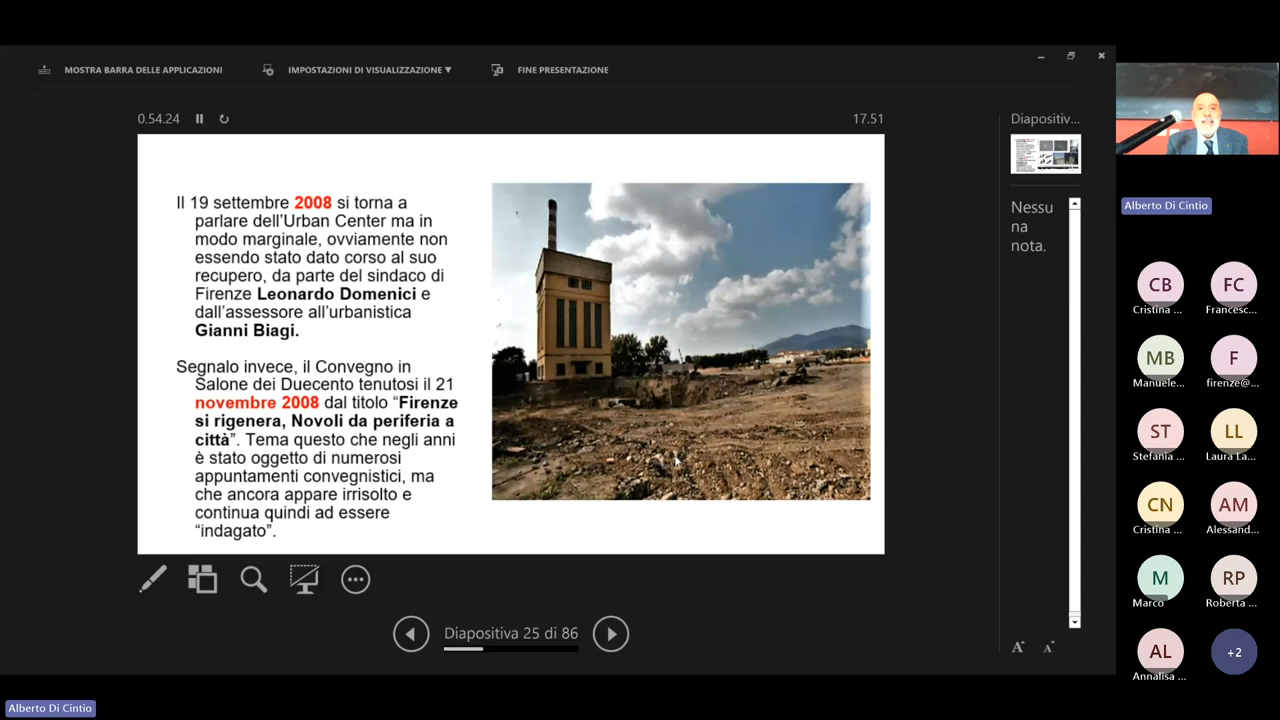 MOSTRA BARRA DELLE APPLICAZIONI
IMPOSTAZIONI DI VISUALIZZAZIONE ▼
FINE PRESENTAZIONE
0.54.24
17.51
Il 19 settembre 2008 si torna a
parlare dell'Urban Center ma in
modo marginale, ovviamente non
essendo stato dato corso al suo
recupero, da parte del sindaco di
Firenze Leonardo Domenici e
dall'assessore all'urbanistica
Gianni Biagi.
Segnalo invece, il Convegno in
Salone dei Duecento tenutosi il 21
novembre 2008 dal titolo "Firenze
si rigenera, Novoli da periferia a
città". Tema questo che negli anni
è stato oggetto di numerosi
appuntamenti convegnistici, ma
che ancora appare irrisolto e
continua quindi ad essere
"indagato".
Diapositiva 25 di 86
Diapositiv...
Nessu
na
nota.
A A
Alberto Di Cintio
CB
Cristina ...
FC
Francesc...
MB
Manuele...
F
firenze@...
ST
Stefania ...
LL
Laura La...
CN
Cristina ...
AM
Alessand...
M
Marco
RP
Roberta ...
AL
Annalisa ...
+2
Alberto Di Cintio